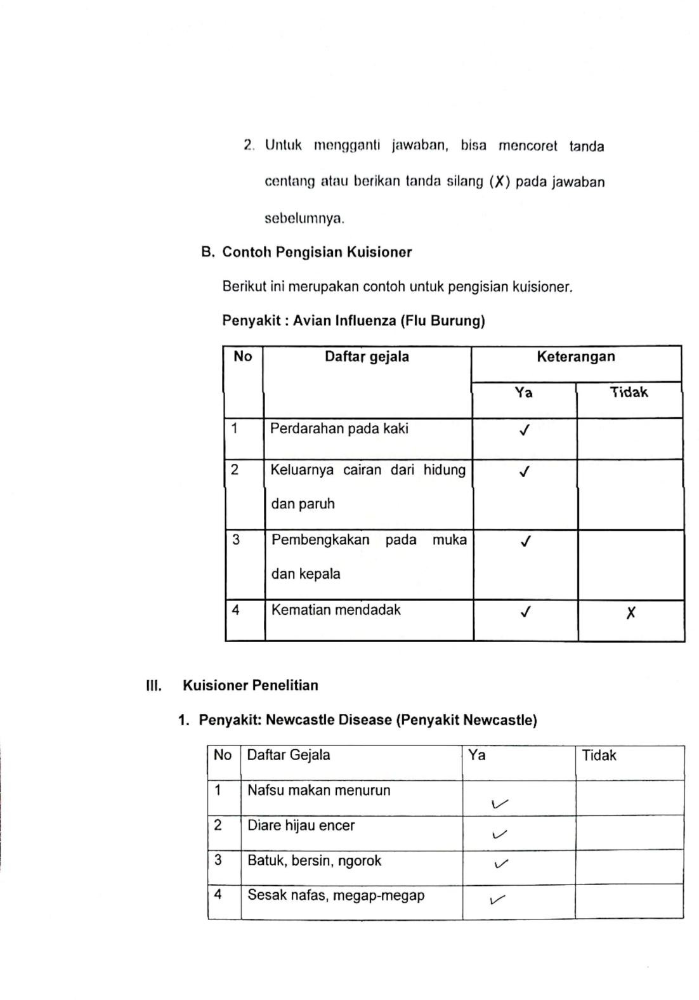 2. Untuk mengganti jawaban, bisa mencoret tanda
centang atau berikan tanda silang (X) pada jawaban
sebelumnya.
B. Contoh Pengisian Kuisioner
Berikut ini merupakan contoh untuk pengisian kuisioner.
Penyakit : Avian Influenza (Flu Burung)
No Daftar gejala Keterangan
Ya Tidak
1 Perdarahan pada kaki ✓
2 Keluarnya cairan dari hidung ✓
dan paruh
3 Pembengkakan pada muka ✓
dan kepala
4 Kematian mendadak ✓ X
III. Kuisioner Penelitian
1. Penyakit: Newcastle Disease (Penyakit Newcastle)
No Daftar Gejala Ya Tidak
1 Nafsu makan menurun ✓
2 Diare hijau encer ✓
3 Batuk, bersin, ngorok ✓
4 Sesak nafas, megap-megap ✓